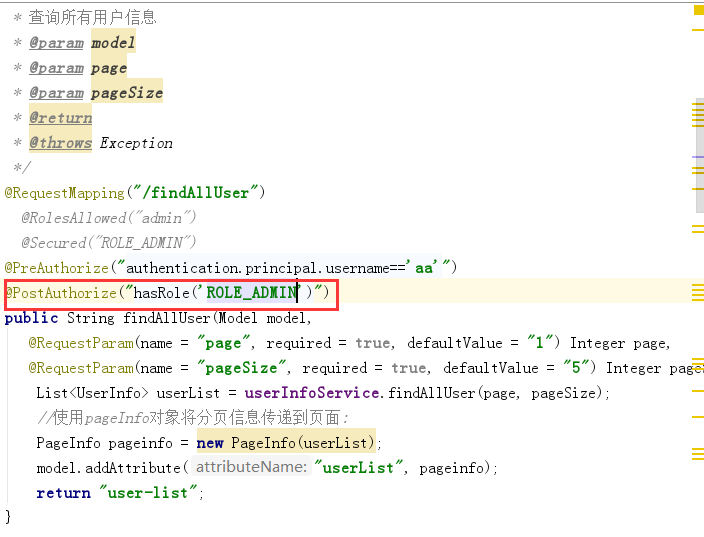 * 查询所有用户信息
* @param model
* @param page
* @param pageSize
* @return
* @throws Exception
*/
@RequestMapping("/findAllUser")
@RolesAllowed("admin")
@Secured("ROLE_ADMIN")
@PreAuthorize("authentication.principal.username=='aa'")
@PostAuthorize("hasRole('ROLE_ADMIN')")
public String findAllUser(Model model,
@RequestParam(name = "page", required = true, defaultValue = "1") Integer page,
@RequestParam(name = "pageSize", required = true, defaultValue = "5") Integer page
List<UserInfo> userList = userInfoService.findAllUser(page, pageSize);
//使用pageInfo对象将分页信息传递到页面:
PageInfo pageinfo = new PageInfo(userList);
model.addAttribute( attributeName: "userList", pageinfo);
return "user-list";
}